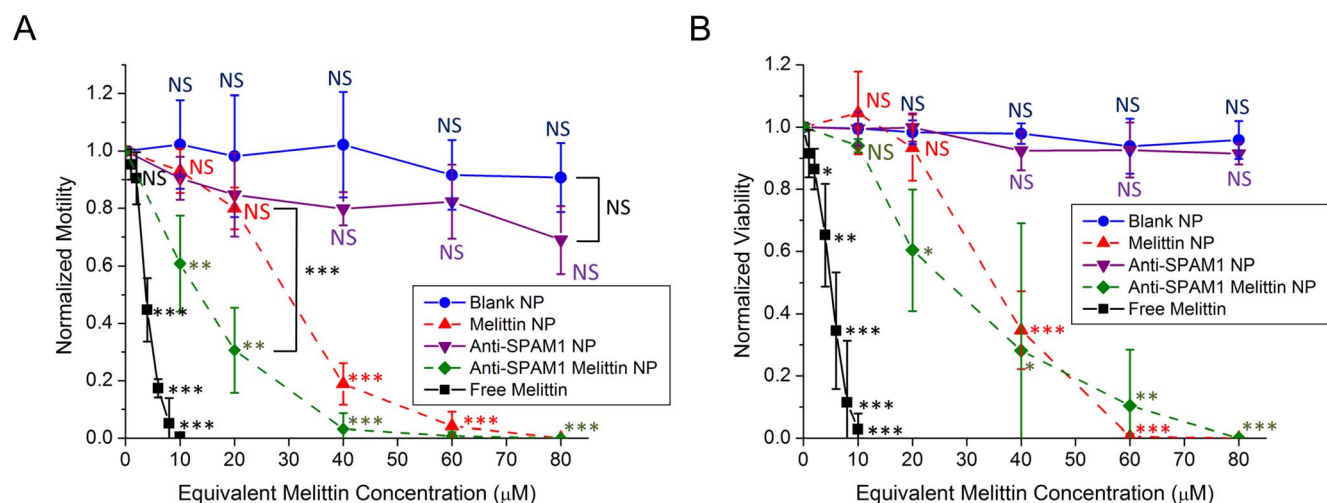 A
Normalized Motility
1.2
1.0
0.8
0.6
0.4
0.2
0.0
NS NS NS NS NS
NS NS NS
NS NS NS NS
NS
***
** **
*** *** *** ***
*** *** *** ***
Blank NP
Melittin NP
Anti-SPAM1 NP
Anti-SPAM1 Melittin NP
Free Melittin
0 10 20 30 40 50 60 70 80
Equivalent Melittin Concentration (µM)
B
Normalized Viability
1.2
1.0
0.8
0.6
0.4
0.2
0.0
NS NS NS NS NS
NS NS NS NS NS
*
** *
*** *** *
*** ** ***
*** ***
Blank NP
Melittin NP
Anti-SPAM1 NP
Anti-SPAM1 Melittin NP
Free Melittin
0 10 20 30 40 50 60 70 80
Equivalent Melittin Concentration (µM)